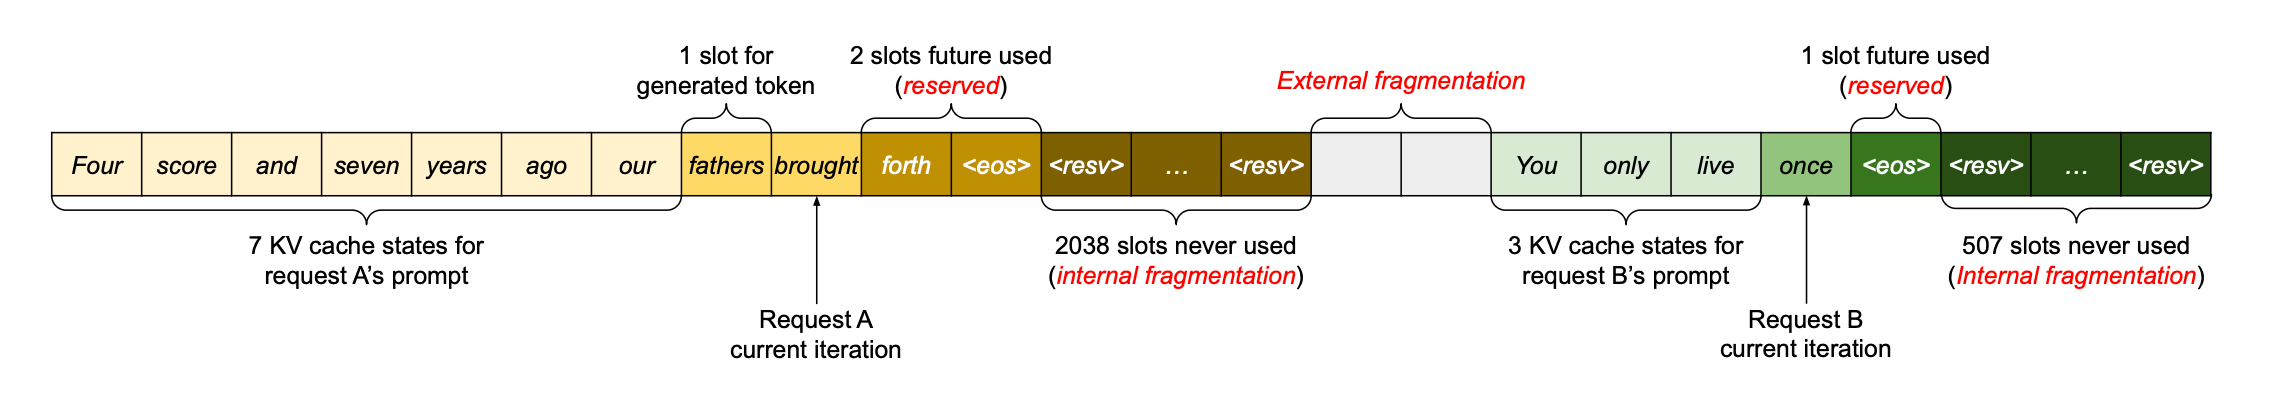 1 slot for
generated token
2 slots future used
(reserved)
External fragmentation
1 slot future used
(reserved)
Four score and seven years ago our fathers brought forth <eos> <resv> ... <resv> You only live once <eos> <resv> ... <resv>
7 KV cache states for
request A's prompt
2038 slots never used
(internal fragmentation)
3 KV cache states for
request B's prompt
507 slots never used
(Internal fragmentation)
Request A
current iteration
Request B
current iteration